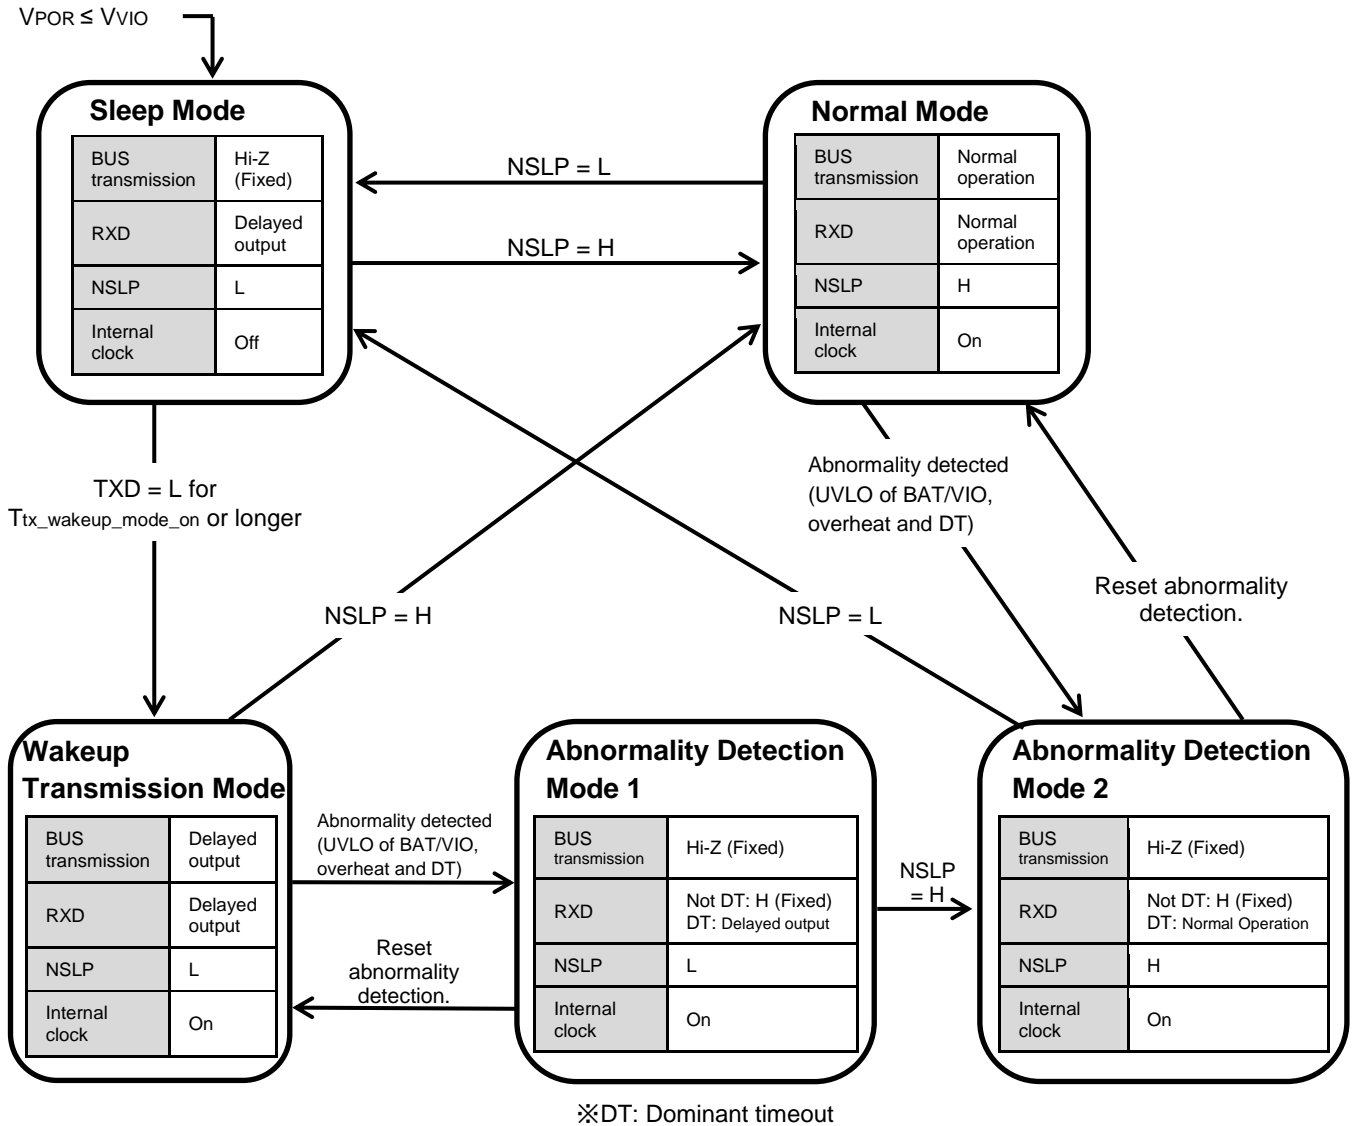 VPOR ≤ VVIO
Sleep Mode
BUS
transmission
Hi-Z
(Fixed)
RXD
Delayed
output
NSLP
L
Internal
clock
Off
NSLP = L
NSLP = H
Normal Mode
BUS
transmission
Normal
operation
RXD
Normal
operation
NSLP
H
Internal
clock
On
TXD = L for
Ttx_wakeup_mode_on or longer
NSLP = H
NSLP = L
Abnormality detected
(UVLO of BAT/VIO,
overheat and DT)
Reset abnormality
detection.
Wakeup
Transmission Mode
BUS
transmission
Delayed
output
RXD
Delayed
output
NSLP
L
Internal
clock
On
Abnormality detected
(UVLO of BAT/VIO,
overheat and DT)
Reset
abnormality
detection.
Abnormality Detection
Mode 1
BUS
transmission
Hi-Z (Fixed)
RXD
Not DT: H (Fixed)
DT: Delayed output
NSLP
L
Internal
clock
On
NSLP
= H
Abnormality Detection
Mode 2
BUS
transmission
Hi-Z (Fixed)
RXD
Not DT: H (Fixed)
DT: Normal Operation
NSLP
H
Internal
clock
On
※DT: Dominant timeout